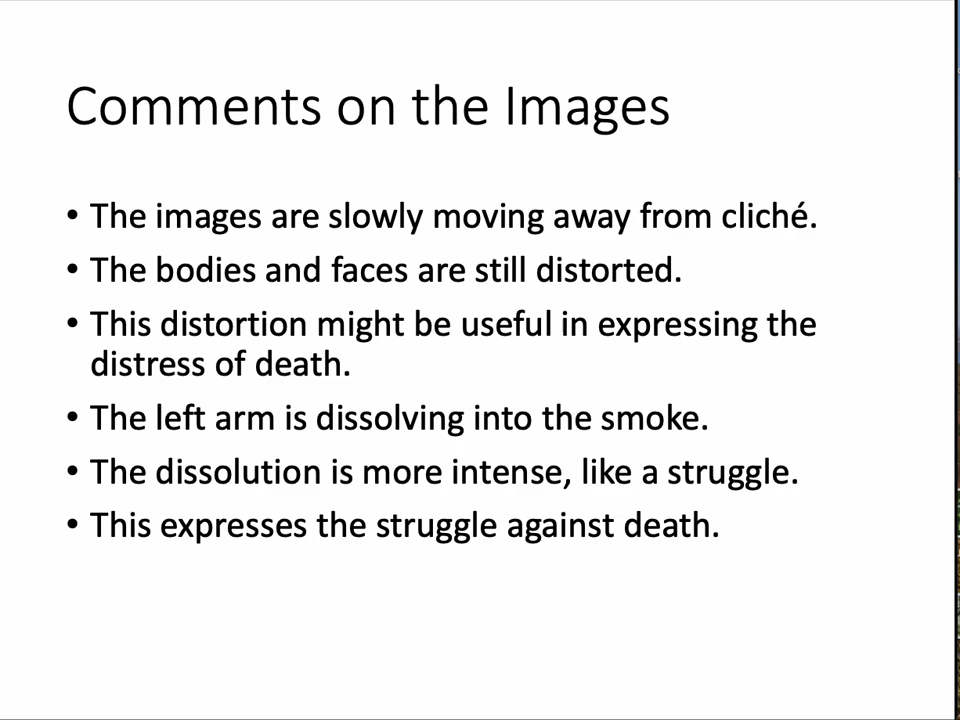 Comments on the Images
• The images are slowly moving away from cliché.
• The bodies and faces are still distorted.
• This distortion might be useful in expressing the
distress of death.
• The left arm is dissolving into the smoke.
• The dissolution is more intense, like a struggle.
• This expresses the struggle against death.